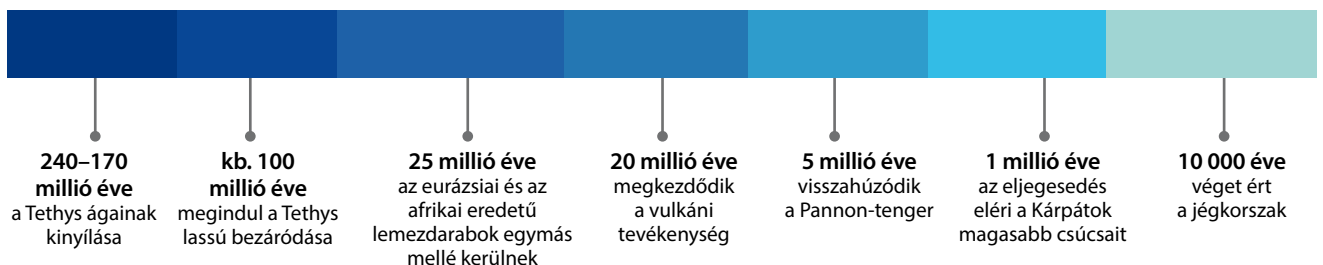 240–170
millió éve
a Tethys ágainak
kinyílása
kb. 100
millió éve
megindul a Tethys
lassú bezáródása
25 millió éve
az eurázsiai és az
afrikai eredetű
lemezdarabok egymás
mellé kerülnek
20 millió éve
megkezdődik
a vulkáni
tevékenység
5 millió éve
visszahúzódik
a Pannon-tenger
1 millió éve
az eljegesedés
eléri a Kárpátok
magasabb csúcsait
10 000 éve
véget ért
a jégkorszak